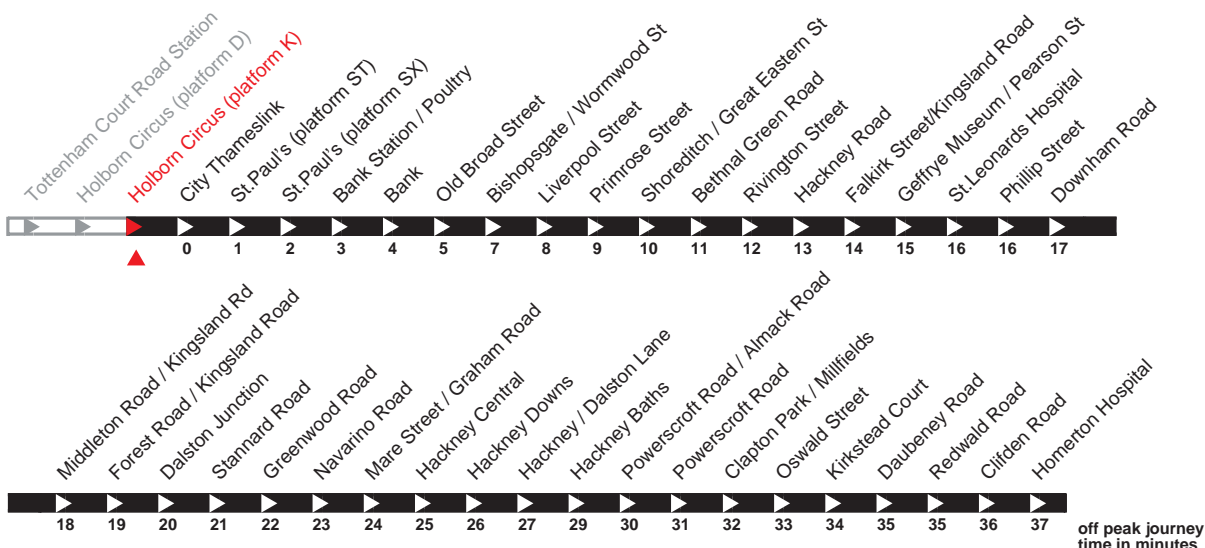 Tottenham Court Road Station
Holborn Circus (platform D)
Holborn Circus (platform K)
City Thameslink
St.Paul's (platform ST)
St.Paul's (platform SX)
Bank Station / Poultry
Bank
Old Broad Street
Bishopsgate / Wormwood St
Liverpool Street
Primrose Street
Shoreditch / Great Eastern St
Bethnal Green Road
Rivington Street
Hackney Road
Falkirk Street/Kingsland Road
Geffrye Museum / Pearson St
St.Leonards Hospital
Phillip Street
Downham Road
0 1 2 3 4 5 7 8 9 10 11 12 13 14 15 16 16 17
Middleton Road / Kingsland Rd
Forest Road / Kingsland Road
Dalston Junction
Stannard Road
Greenwood Road
Navarino Road
Mare Street / Graham Road
Hackney Central
Hackney Downs
Hackney / Dalston Lane
Hackney Baths
Powerscroft Road / Almack Road
Powerscroft Road
Clapton Park / Millfields
Oswald Street
Kirkstead Court
Daubeney Road
Redwald Road
Clifden Road
Homerton Hospital
18 19 20 21 22 23 24 25 26 27 29 30 31 32 33 34 35 35 36 37
off peak journey
time in minutes